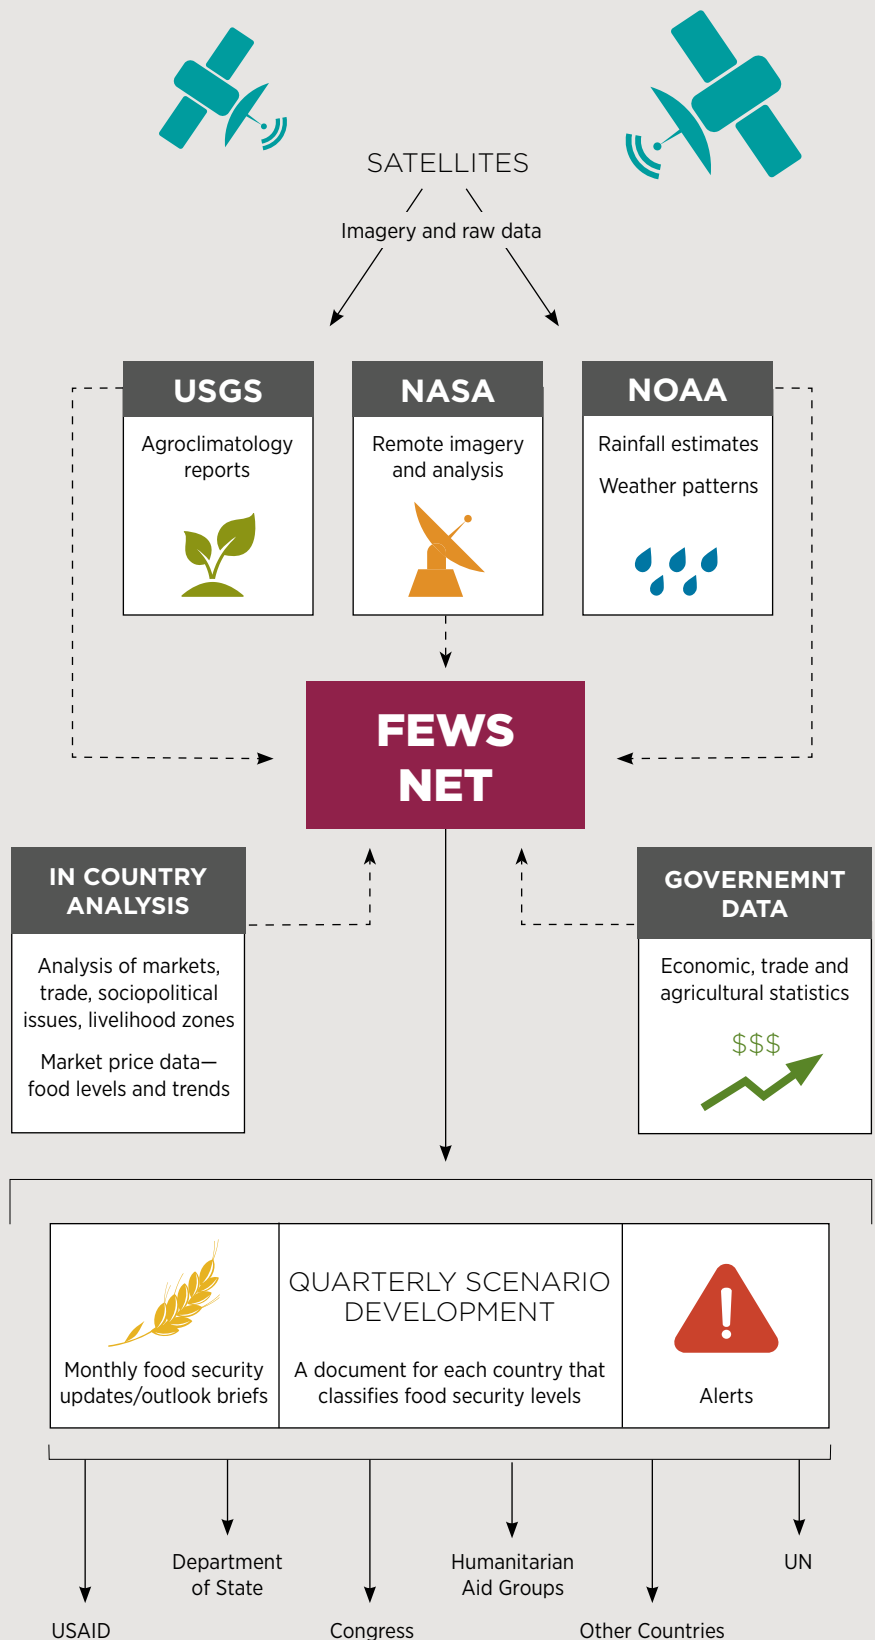 SATELLITES
Imagery and raw data
USGS
Agroclimatology
reports
NASA
Remote imagery
and analysis
NOAA
Rainfall estimates
Weather patterns
FEWS
NET
IN COUNTRY
ANALYSIS
Analysis of markets,
trade, sociopolitical
issues, livelihood zones
Market price data—
food levels and trends
GOVERNEMNT
DATA
Economic, trade and
agricultural statistics
$$$
Monthly food security
updates/outlook briefs
QUARTERLY SCENARIO
DEVELOPMENT
A document for each country that
classifies food security levels
!
Alerts
USAID
Department
of State
Congress
Humanitarian
Aid Groups
Other Countries
UN